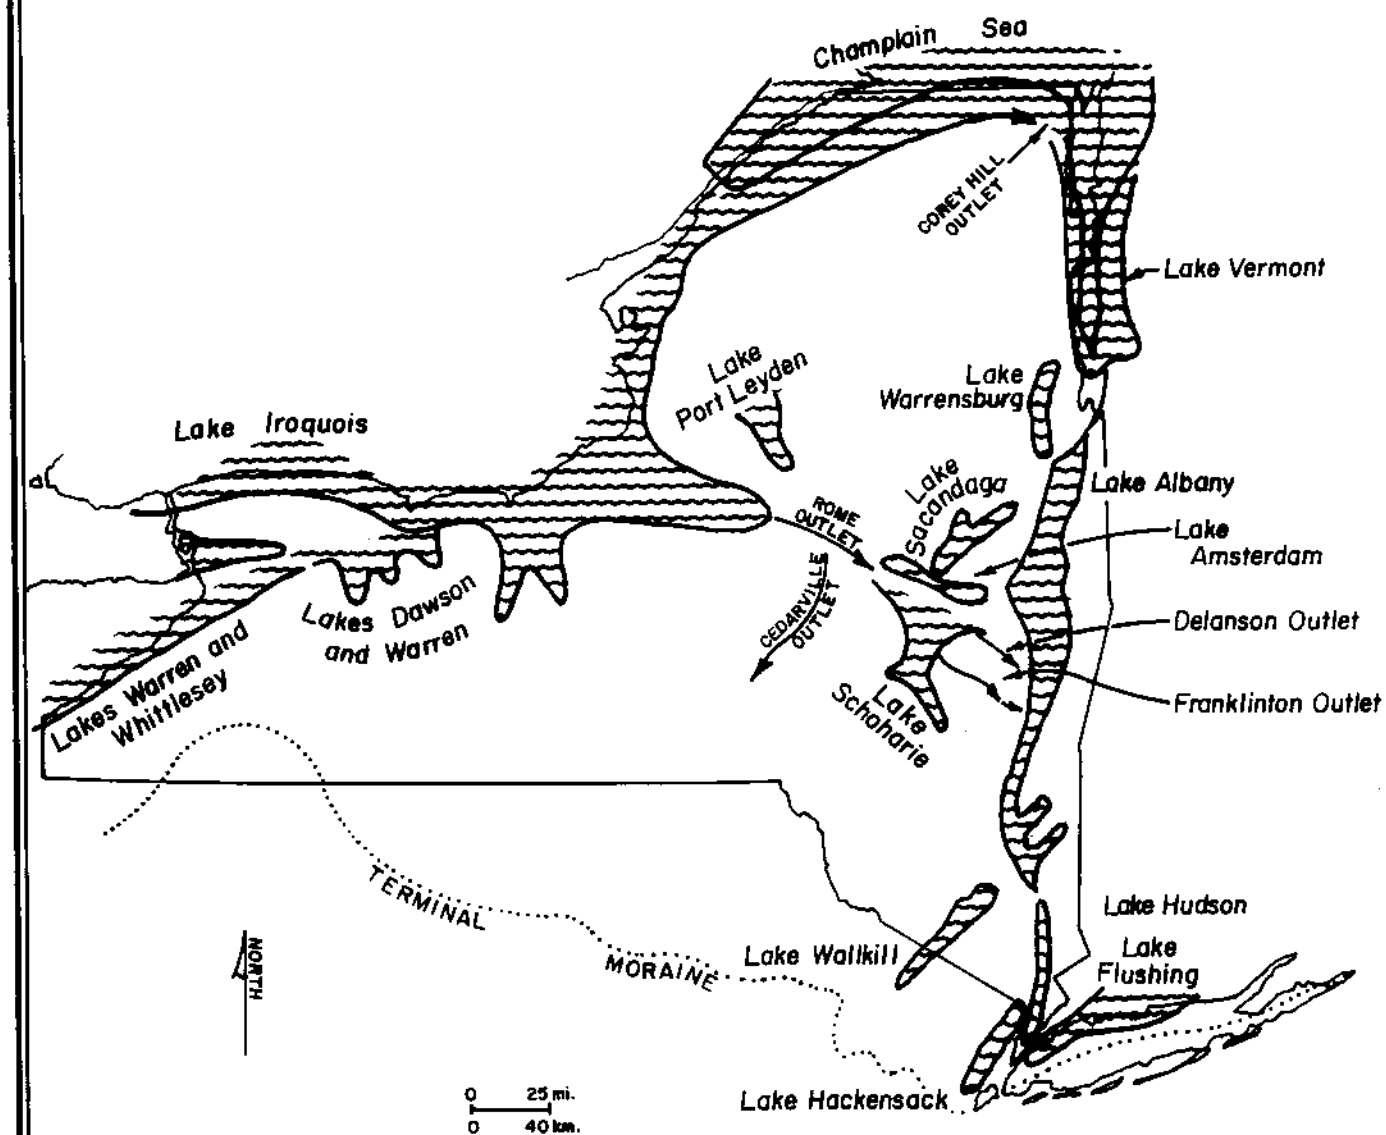 Champlain Sea
COREY HILL
OUTLET
Lake Vermont
Lake
Port Leyden
Lake
Warrensburg
Lake Iroquois
Lake Albany
Lake
Sacandaga
ROME
OUTLET
Lake
Amsterdam
CEDARVILLE
OUTLET
Lakes Dawson
and Warren
Delanson Outlet
Lakes Warren and
Whittlesey
Lake
Schaharie
Franklinton Outlet
TERMINAL
MORAINE
NORTH
Lake Wallkill
Lake Hudson
Lake
Flushing
Lake Hackensack
0 25 mi.
0 40 km.